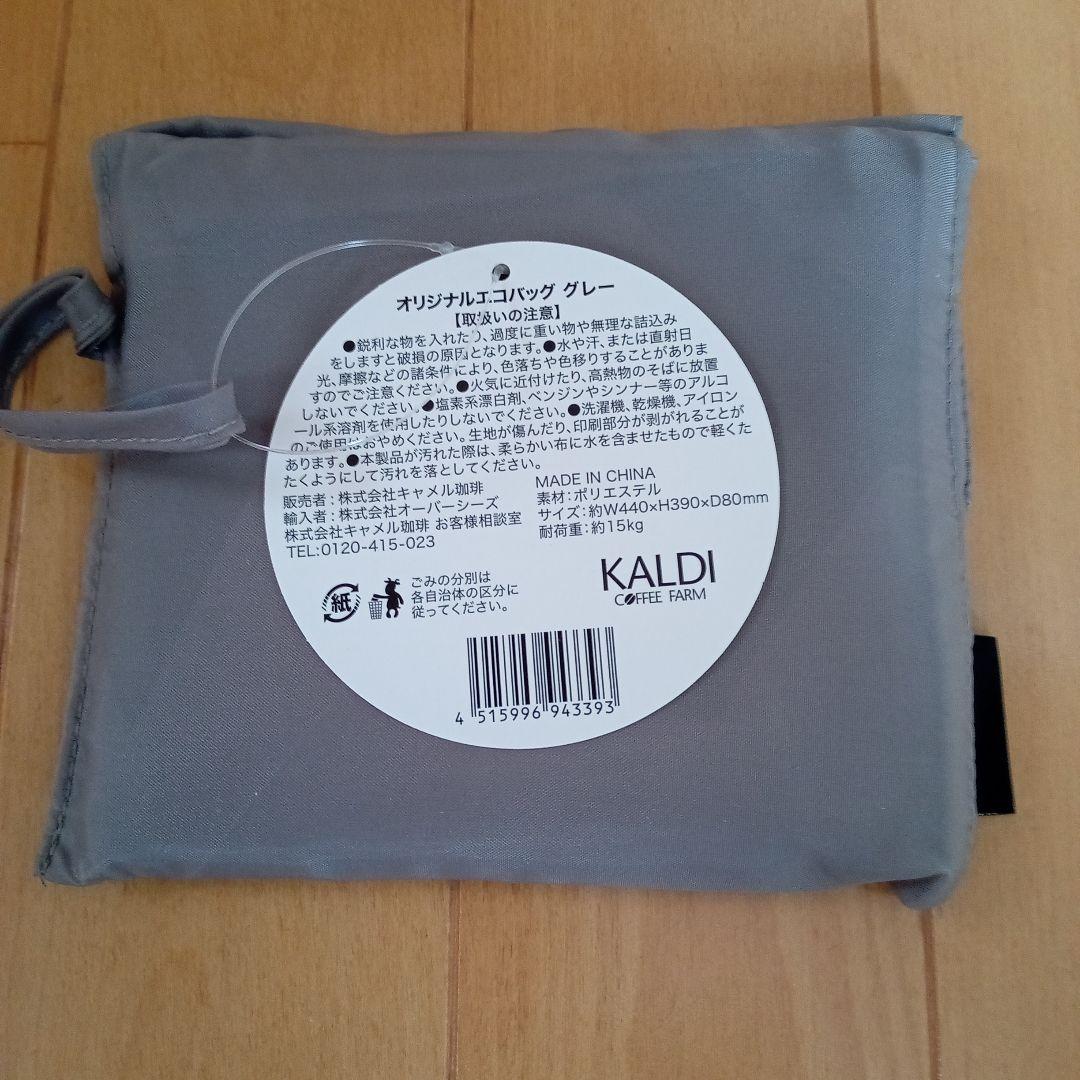 オリジナルエコバッグ グレー
【取扱いの注意】
●鋭利な物を入れたり、過度に重い物や無理な詰込み
をしますと破損の原因となります。●水や汗、または直射日
光、摩擦などの諸条件により、色落ちや色移りすることがありま
すのでご注意ください。●火気に近付けたり、高熱物のそばに放置
しないでください。●塩素系漂白剤、ベンジンやシンナー等のアルコ
ール系溶剤を使用したりしないでください。●洗濯機、乾燥機、アイロン
のご使用はおやめください。生地が傷んだり、印刷部分が剥がれることが
あります。●本製品が汚れた際は、柔らかい布に水を含ませたもので軽くた
たくようにして汚れを落としてください。
販売者:株式会社キャメル珈琲
輸入者:株式会社オーバーシーズ
株式会社キャメル珈琲 お客様相談室
TEL:0120-415-023
MADE IN CHINA
素材:ポリエステル
サイズ:約W440×H390×D80mm
耐荷重:約15kg
紙
ごみの分別は
各自治体の区分に
従ってください。
KALDI
COFFEE FARM
4 515996 943393